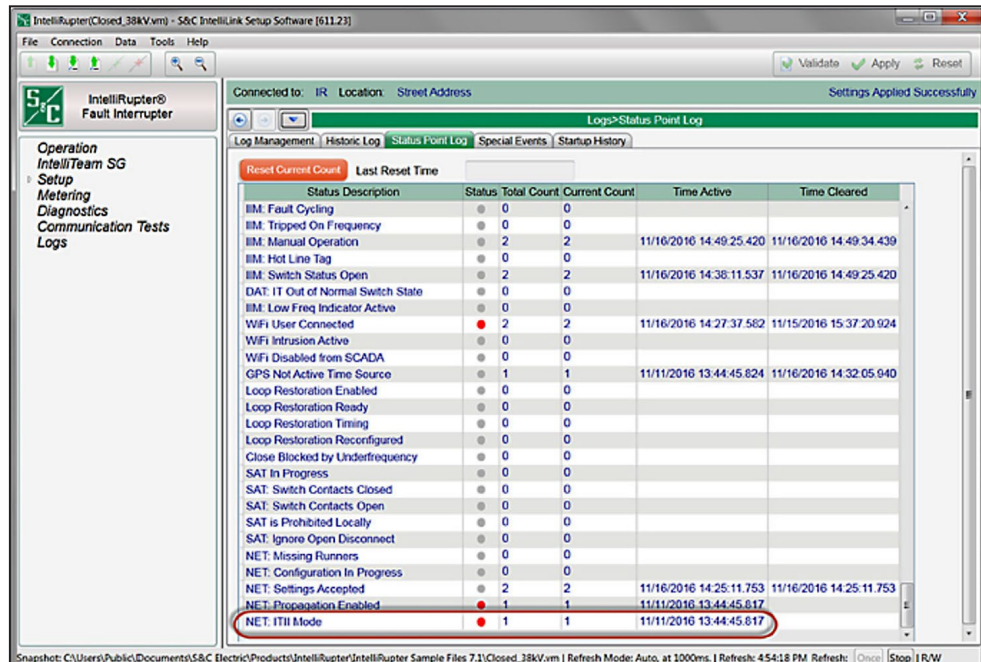 IntelliRupter(Closed_38kV.vm) - S&C IntelliLink Setup Software [611.23]
File Connection Data Tools Help
Validate Apply Reset
S&C
IntelliRupter®
Fault Interrupter
Operation
IntelliTeam SG
Setup
Metering
Diagnostics
Communication Tests
Logs
Connected to: IR Location: Street Address Settings Applied Successfully
Logs>Status Point Log
Log Management Historic Log Status Point Log Special Events Startup History
Reset Current Count Last Reset Time
Status Description Status Total Count Current Count Time Active Time Cleared
IIM: Fault Cycling 0 0
IIM: Tripped On Frequency 0 0
IIM: Manual Operation 2 2 11/16/2016 14:49:25.420 11/16/2016 14:49:34.439
IIM: Hot Line Tag 0 0
IIM: Switch Status Open 2 2 11/16/2016 14:38:11.537 11/16/2016 14:49:25.420
DAT: IT Out of Normal Switch State 0 0
IIM: Low Freq Indicator Active 0 0
WiFi User Connected 2 2 11/16/2016 14:27:37.582 11/15/2016 15:37:20.924
WiFi Intrusion Active 0 0
WiFi Disabled from SCADA 0 0
GPS Not Active Time Source 1 1 11/11/2016 13:44:45.824 11/16/2016 14:32:05.940
Loop Restoration Enabled 0 0
Loop Restoration Ready 0 0
Loop Restoration Timing 0 0
Loop Restoration Reconfigured 0 0
Close Blocked by Underfrequency 0 0
SAT In Progress 0 0
SAT: Switch Contacts Closed 0 0
SAT: Switch Contacts Open 0 0
SAT is Prohibited Locally 0 0
SAT: Ignore Open Disconnect 0 0
NET: Missing Runners 0 0
NET: Configuration In Progress 0 0
NET: Settings Accepted 2 2 11/16/2016 14:25:11.753 11/16/2016 14:25:11.753
NET: Propagation Enabled 1 1 11/11/2016 13:44:45.817
NET: ITII Mode 1 1 11/11/2016 13:44:45.817
Snapshot: C:\Users\Public\Documents\S&C Electric\Products\IntelliRupter\IntelliRupter Sample Files 7.1\Closed_38kV.vm | Refresh Mode: Auto, at 1000ms. | Refresh: 4:54:18 PM Refresh: Once Stop | R/W